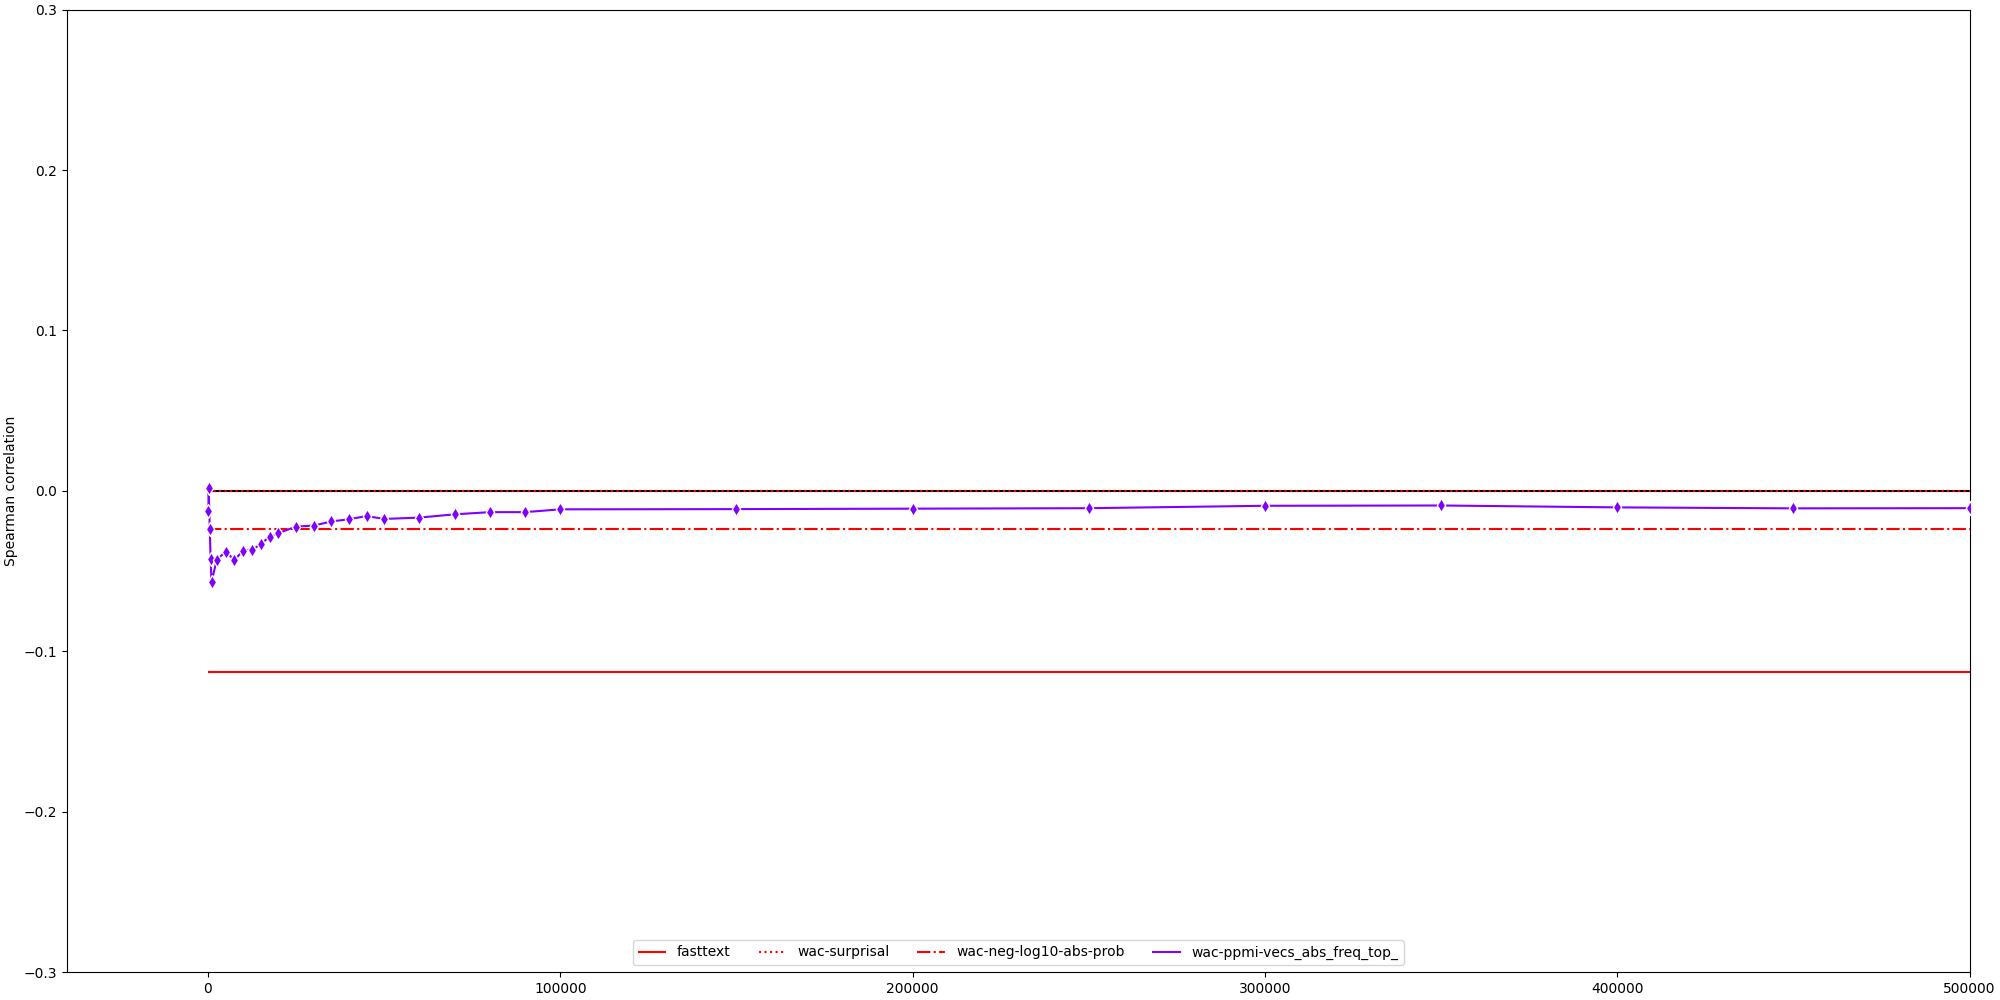 0.3
0.2
0.1
0.0
−0.1
−0.2
−0.3
Spearman correlation
fasttext wac-surprisal wac-neg-log10-abs-prob wac-ppmi-vecs_abs_freq_top_
0 100000 200000 300000 400000 500000